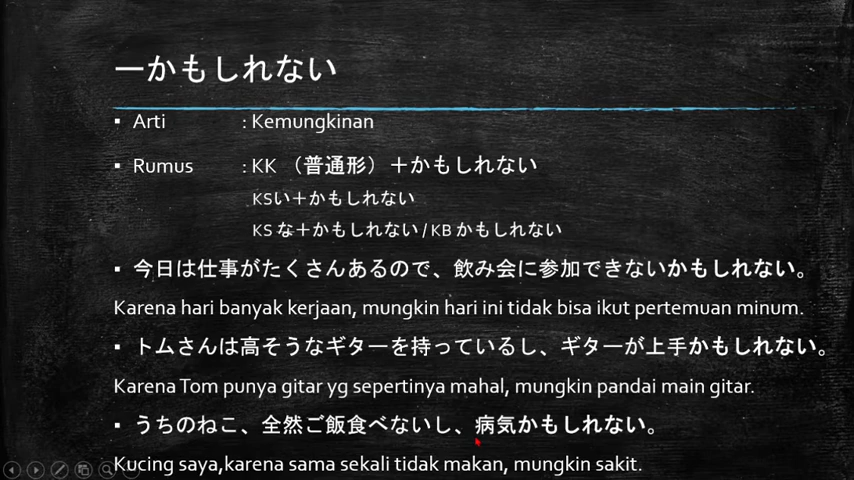 ーかもしれない
Arti : Kemungkinan
Rumus : KK （普通形）＋かもしれない
KSい＋かもしれない
KS な＋かもしれない / KB かもしれない
今日は仕事がたくさんあるので、飲み会に参加できないかもしれない。
Karena hari banyak kerjaan, mungkin hari ini tidak bisa ikut pertemuan minum.
トムさんは高そうなギターを持っているし、ギターが上手かもしれない。
Karena Tom punya gitar yg sepertinya mahal, mungkin pandai main gitar.
うちのねこ、全然ご飯食べないし、病気かもしれない。
Kucing saya,karena sama sekali tidak makan, mungkin sakit.